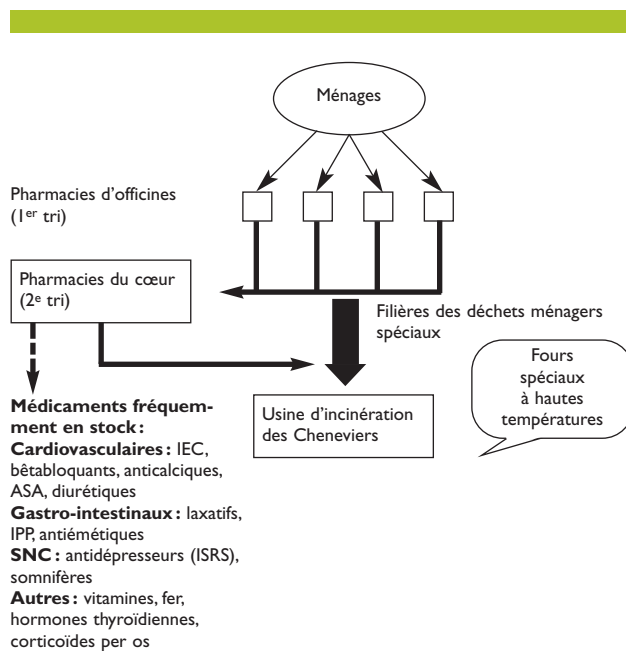 Ménages
Pharmacies d'officines
(1er tri)
Pharmacies du cœur
(2e tri)
Filières des déchets ménagers
spéciaux
Fours
spéciaux
à hautes
températures
Usine d'incinération
des Cheneviers
Médicaments fréquem-
ment en stock :
Cardiovasculaires : IEC,
bêtabloquants, anticalciques,
ASA, diurétiques
Gastro-intestinaux : laxatifs,
IPP, antiémétiques
SNC : antidépresseurs (ISRS),
somnifères
Autres : vitamines, fer,
hormones thyroïdiennes,
corticoïdes per os